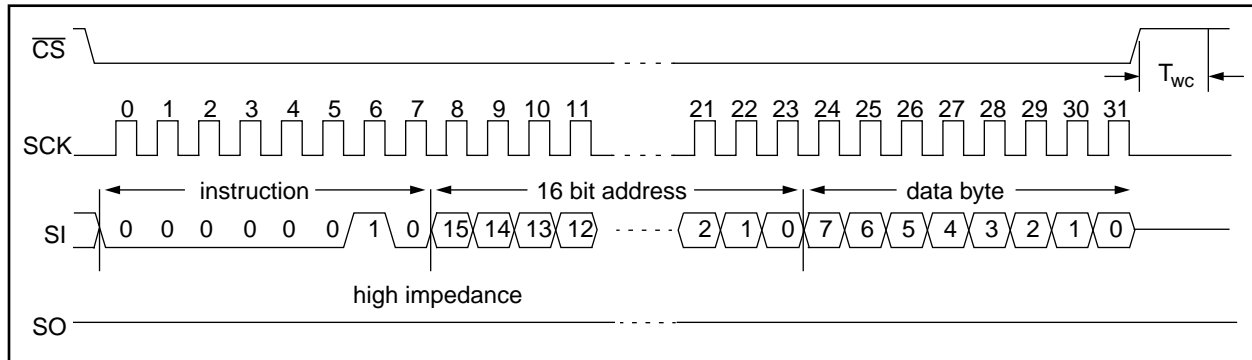 CS
Twc
0 1 2 3 4 5 6 7 8 9 10 11 21 22 23 24 25 26 27 28 29 30 31
SCK
instruction 16 bit address data byte
SI 0 0 0 0 0 0 1 0 15 14 13 12 2 1 0 7 6 5 4 3 2 1 0
high impedance
SO